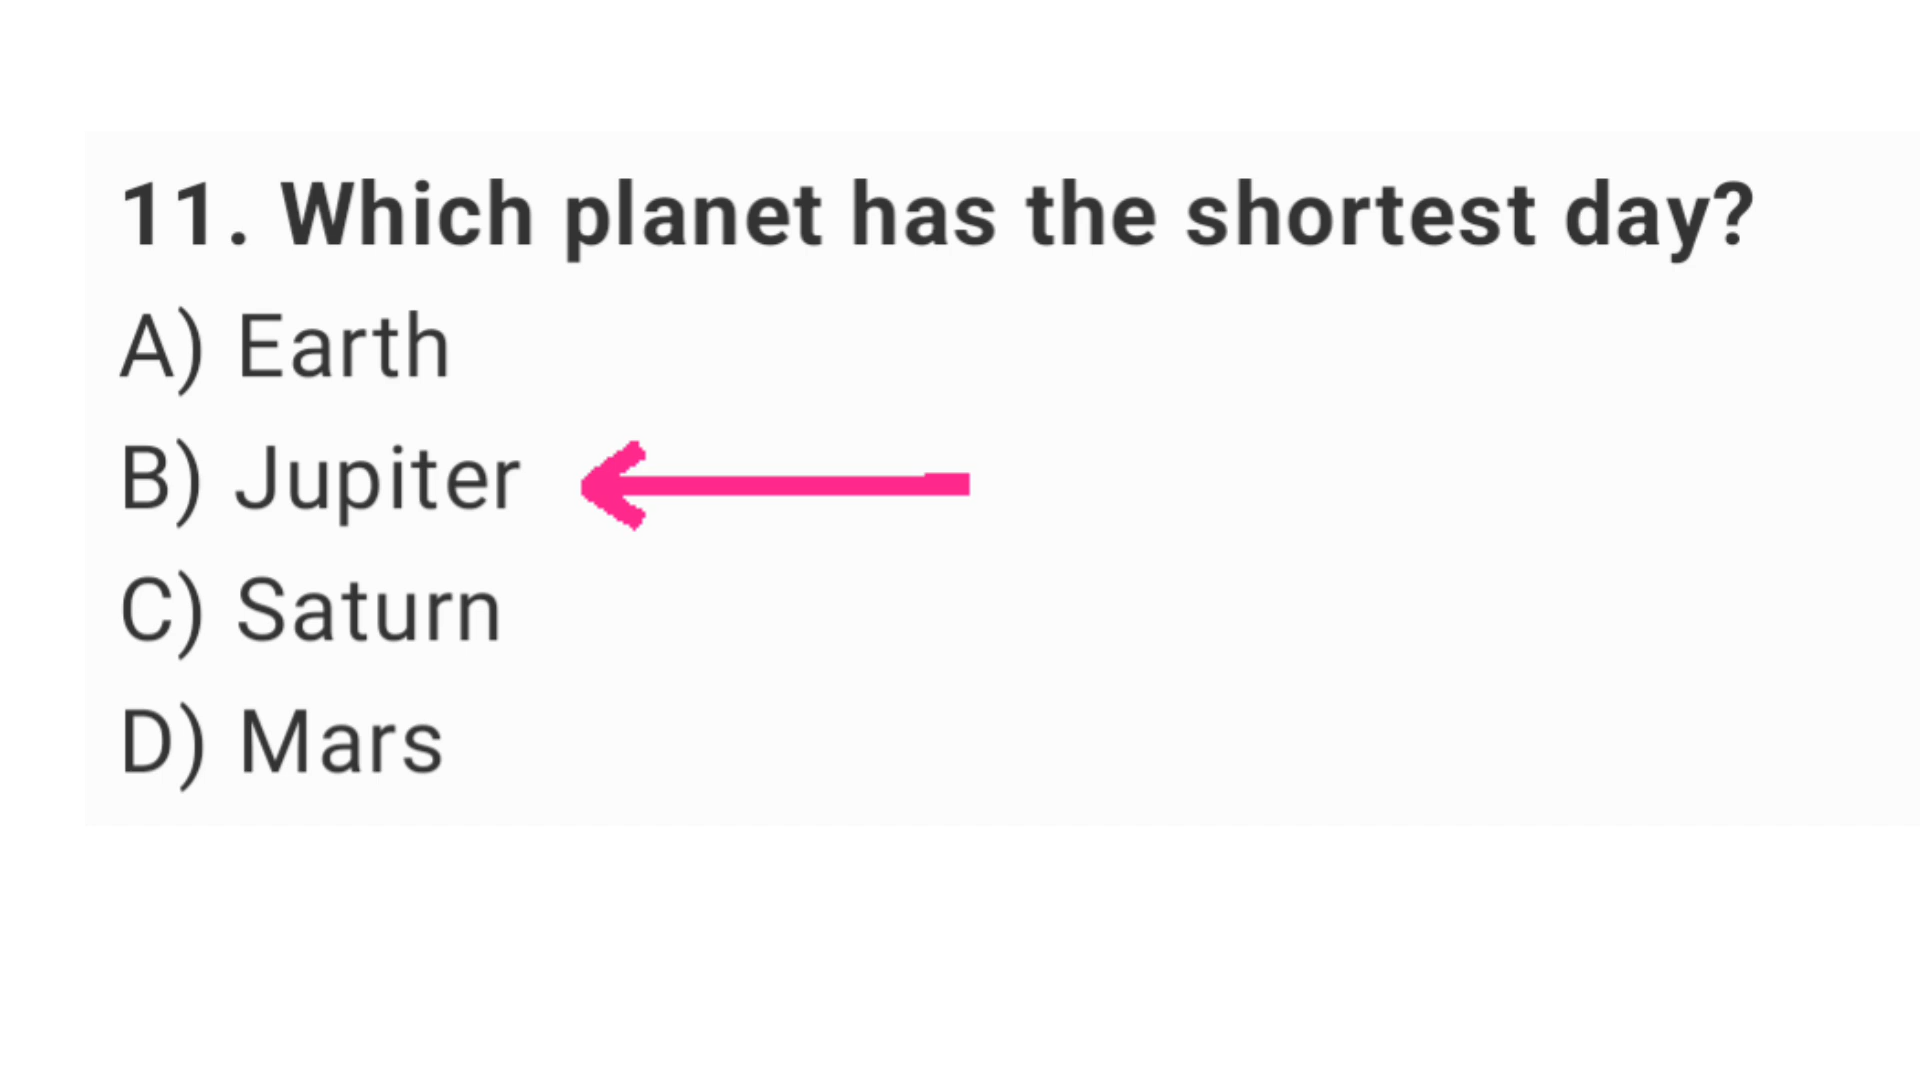 11. Which planet has the shortest day?
A) Earth
B) Jupiter
C) Saturn
D) Mars